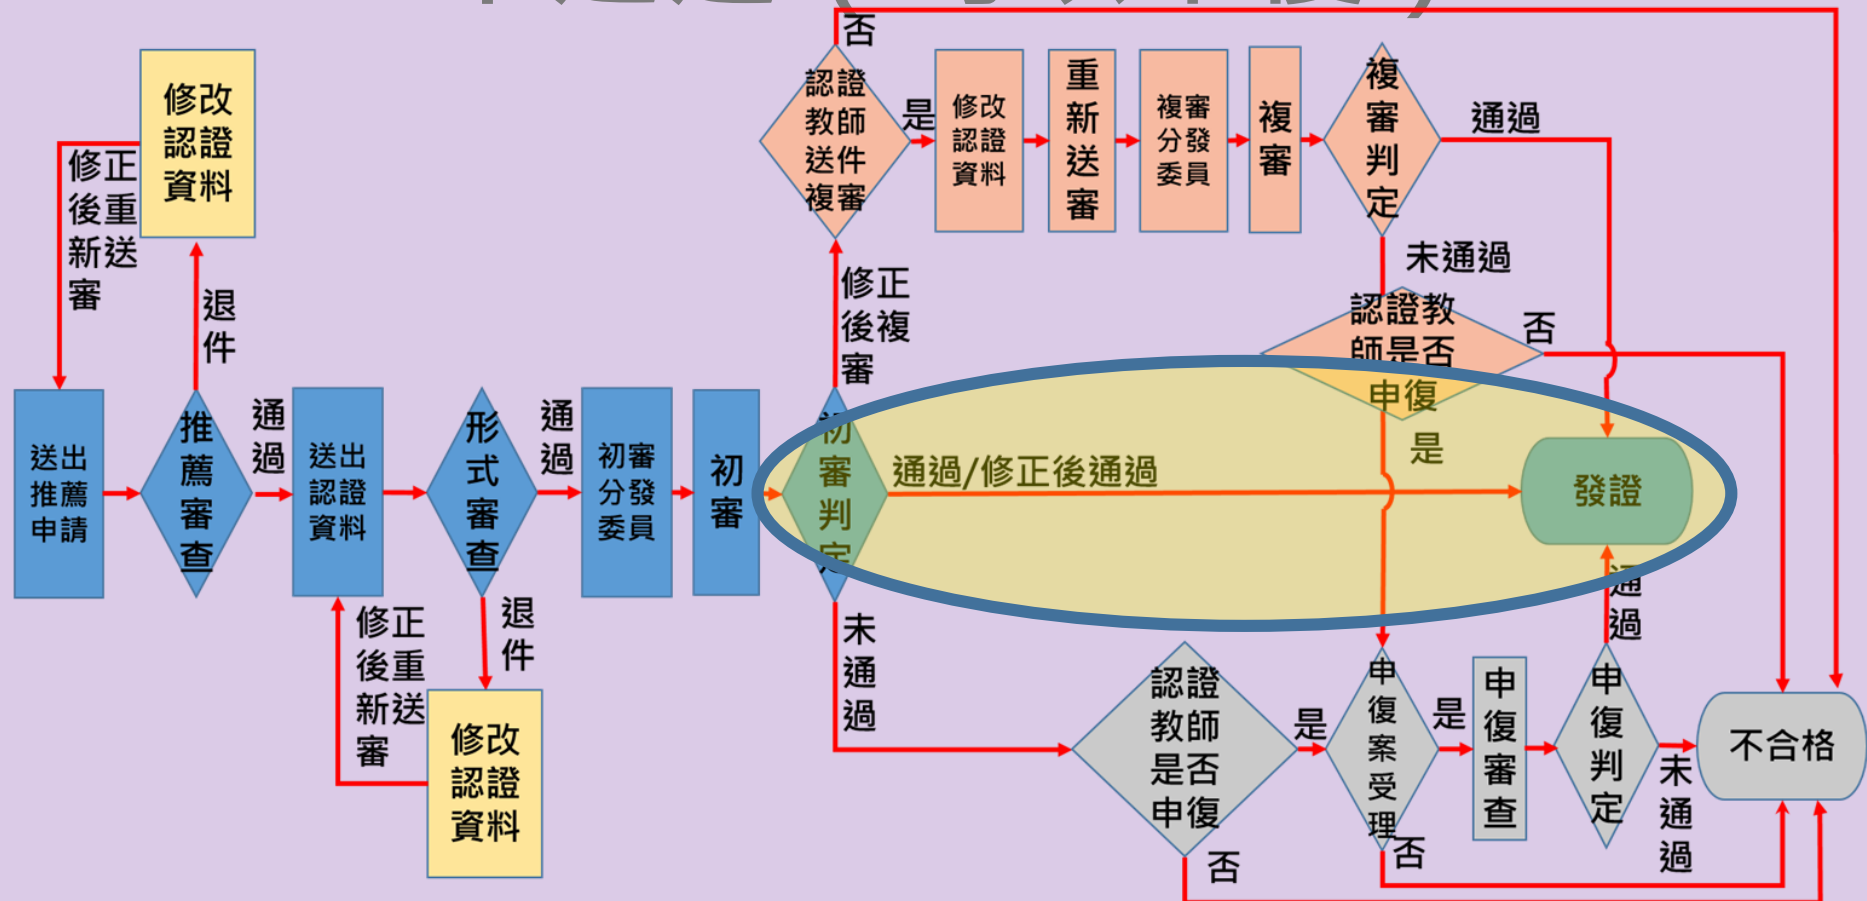 否
修改
認證
資料
修正
後重
新送
審
退
件
認證
教師
送件
複審
是
修改
認證
資料
重
新
送
審
複審
分發
委員
複
審
複
審
判
定
通過
未通過
修正
後複
審
認證教
師是否
申復
否
是
送出
推薦
申請
推
薦
審
查
通
過
送出
認證
資料
形
式
審
查
通
過
初審
分發
委員
初
審
初
審
判
定
通過/修正後通過
發證
修正
後重
新送
審
退
件
修改
認證
資料
未
通
過
認證
教師
是否
申復
是
否
申
復
案
受
理
是
否
申
復
審
查
申
復
判
定
通
過
未
通
過
不合格